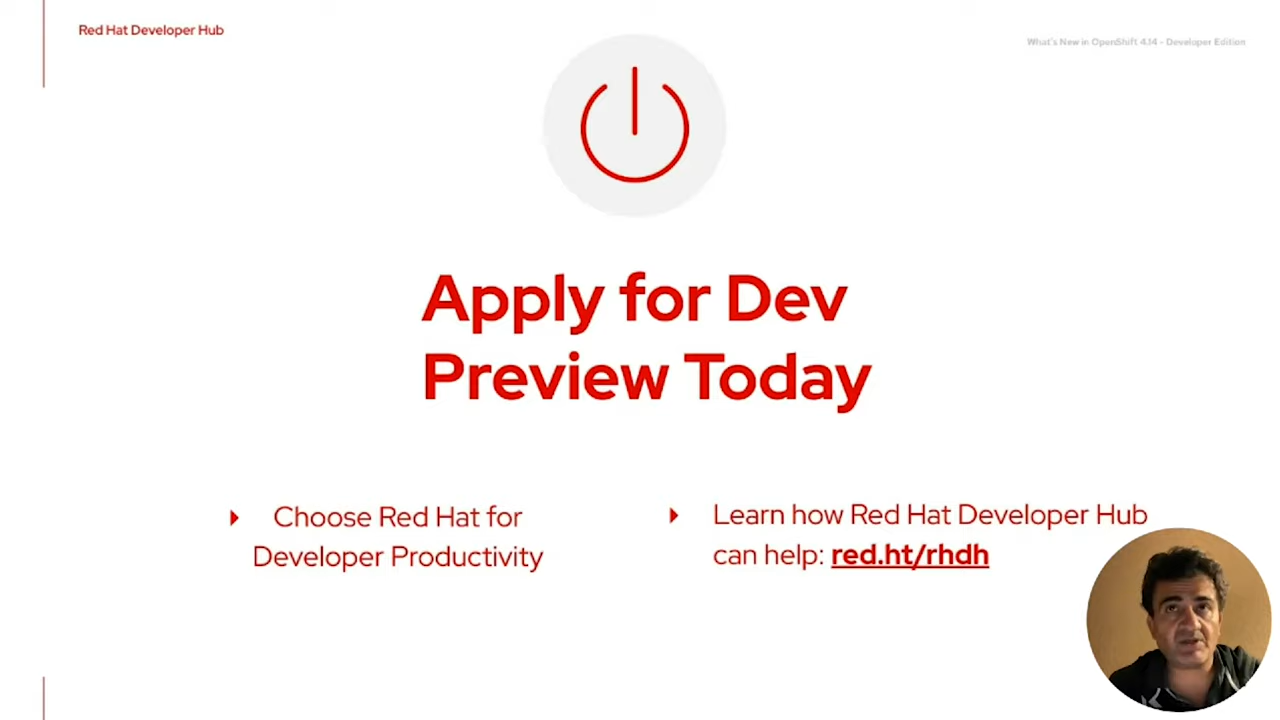 Red Hat Developer Hub
What's New in OpenShift 4.14 - Developer Edition
Apply for Dev
Preview Today
Choose Red Hat for
Developer Productivity
Learn how Red Hat Developer Hub
can help: red.ht/rhdh